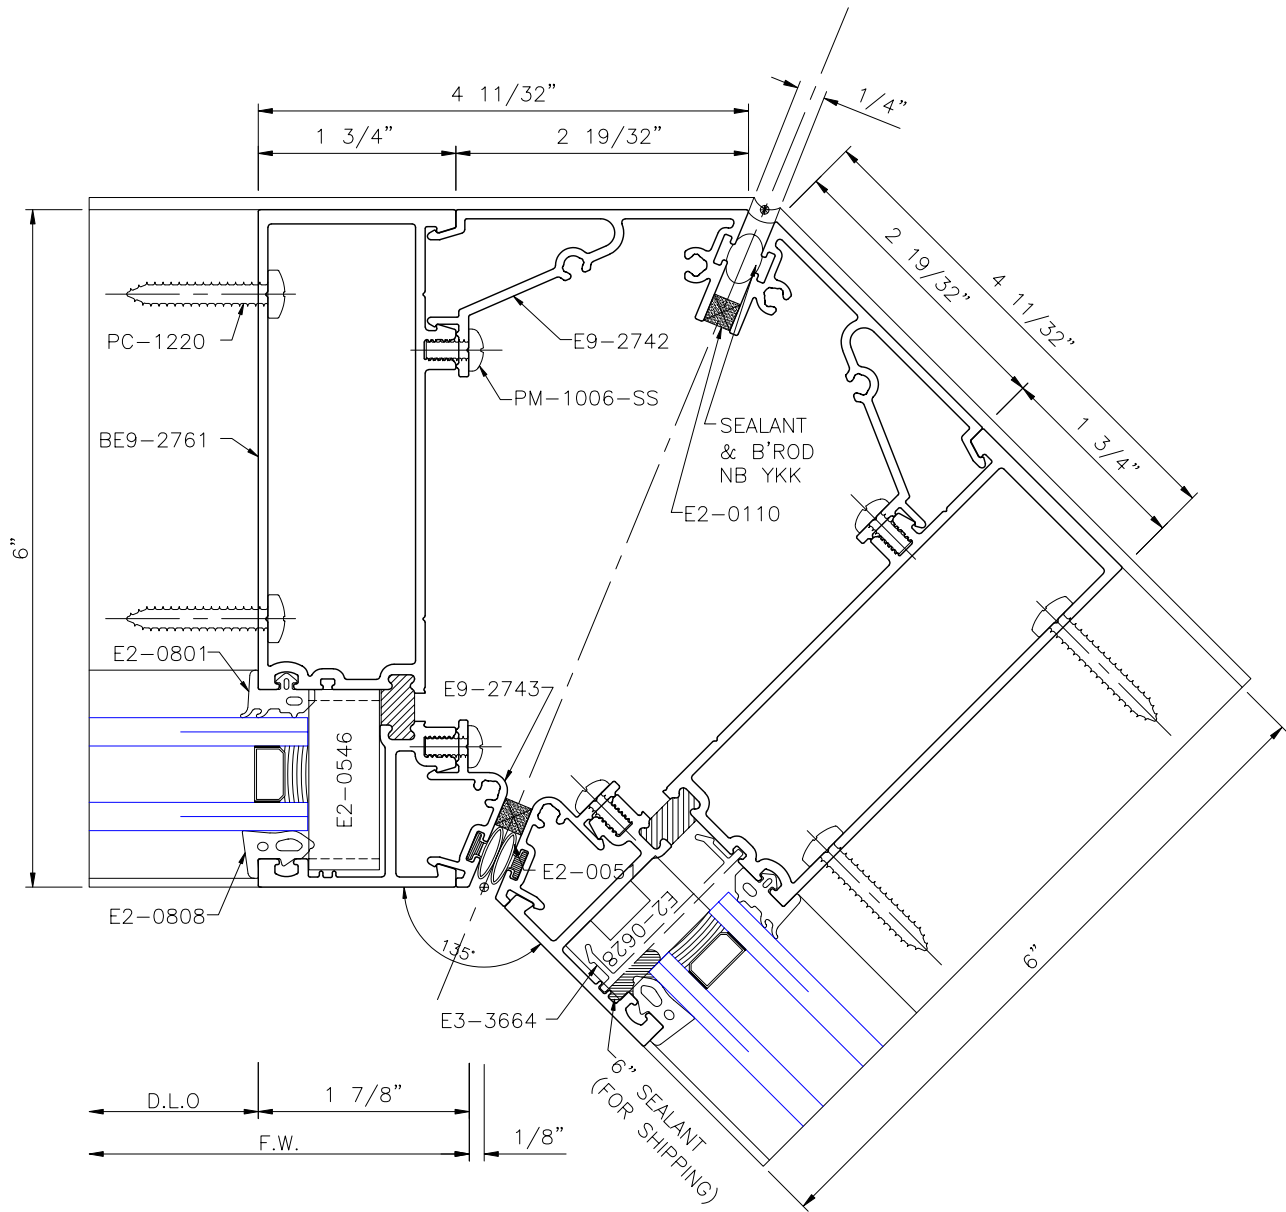 4 11/32”
1/4”
1 3/4”
2 19/32”
2 19/32”
4 11/32”
1 3/4”
PC-1220
E9-2742
PM-1006-SS
BE9-2761
SEALANT
& B’ROD
NB YKK
E2-0110
6”
E2-0801
E9-2743
E2-0546
E2-0051
E2-0808
135°
E2-0628
6”
E3-3664
6” SEALANT
(FOR SHIPPING)
D.L.O
1 7/8”
F.W.
1/8”